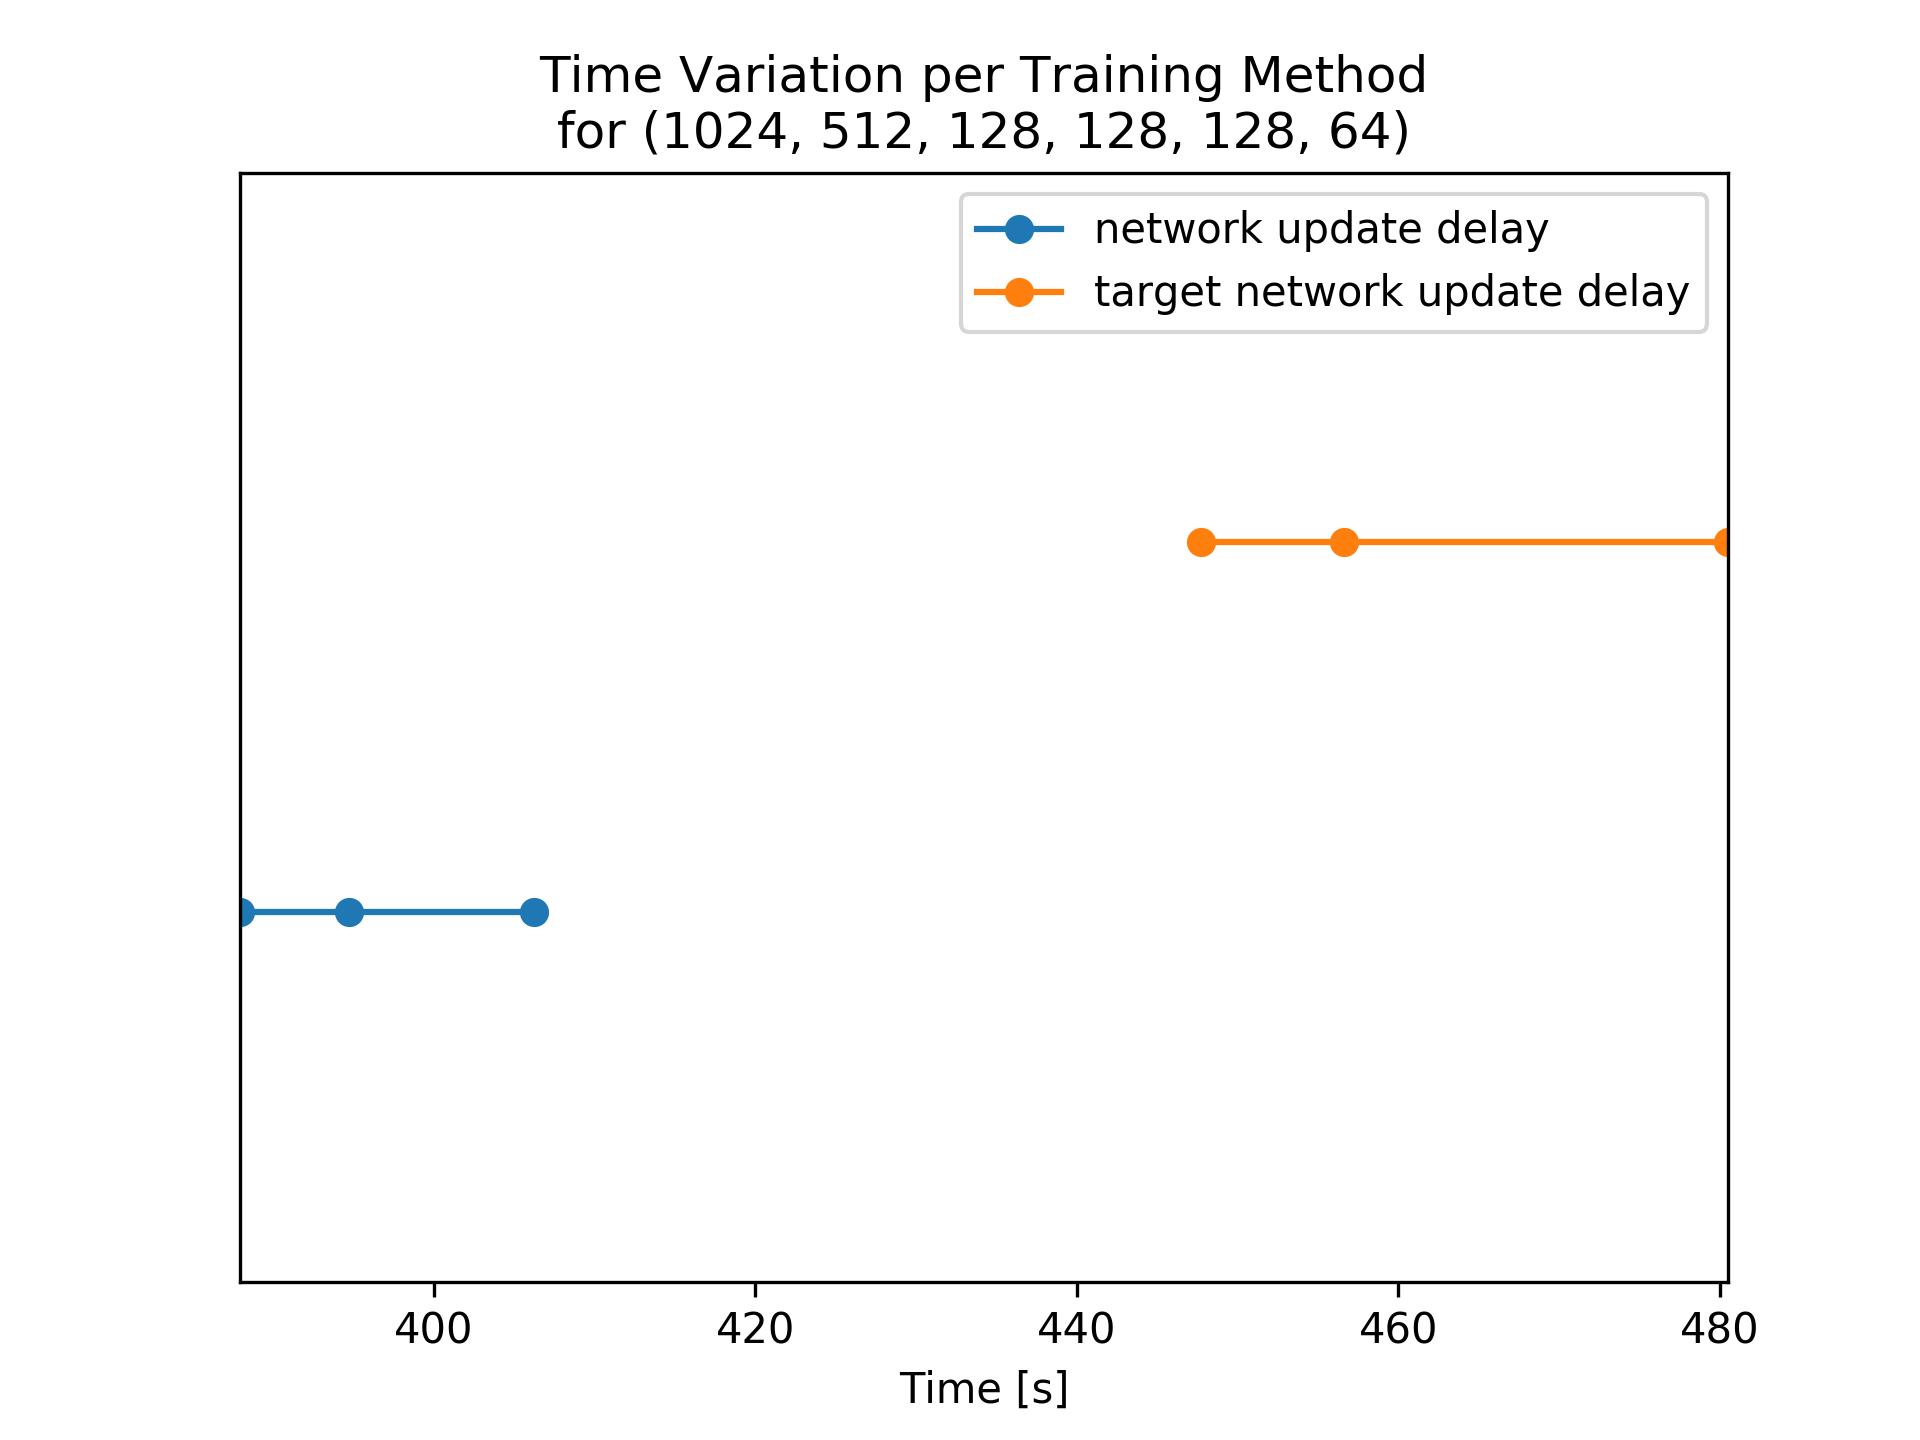 Time Variation per Training Method
for (1024, 512, 128, 128, 128, 64)
network update delay
target network update delay
400 420 440 460 480
Time [s]